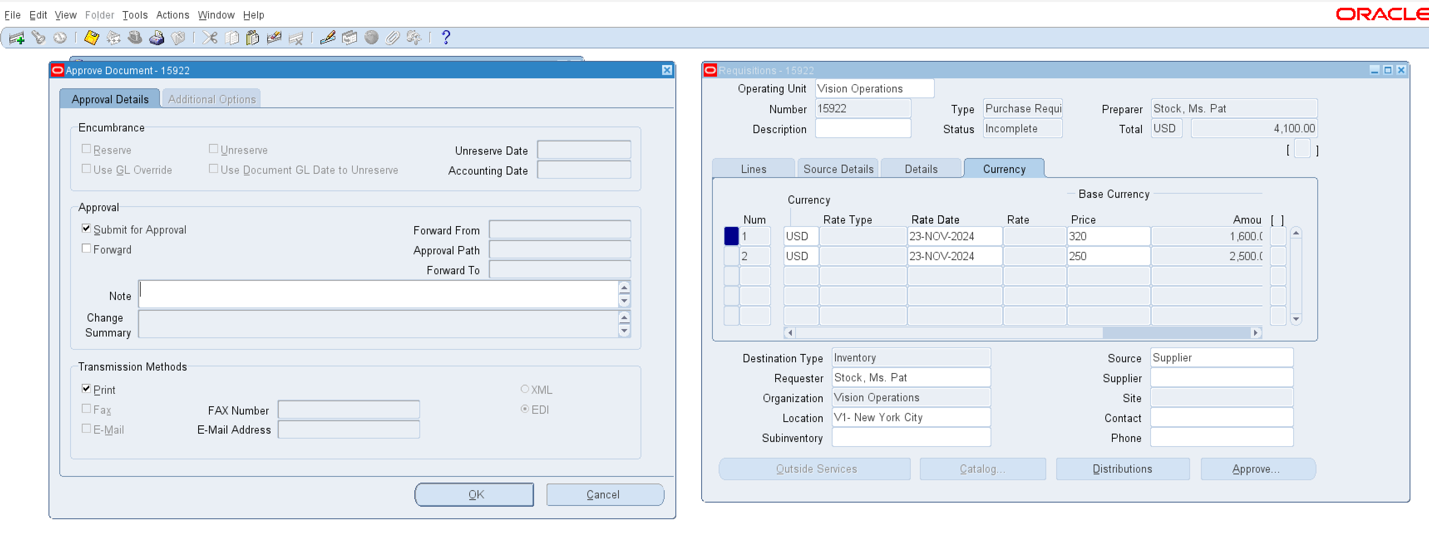 File Edit View Folder Tools Actions Window Help
ORACLE
Approve Document - 15922
Approval Details Additional Options
Encumbrance
Reserve Unreserve Unreserve Date
Use GL Override Use Document GL Date to Unreserve Accounting Date
Approval
Submit for Approval Forward From
Forward Approval Path
Forward To
Note
Change
Summary
Transmission Methods
Print XML
Fax FAX Number EDI
E-Mail E-Mail Address
OK Cancel
Requisitions - 15922
Operating Unit Vision Operations
Number 15922 Type Purchase Requi Preparer Stock, Ms. Pat
Description Status Incomplete Total USD 4,100.00
[ ]
Lines Source Details Details Currency
Currency Base Currency
Num Rate Type Rate Date Rate Price Amou [ ]
1 USD 23-NOV-2024 320 1,600.0
2 USD 23-NOV-2024 250 2,500.0
Destination Type Inventory Source Supplier
Requester Stock, Ms. Pat Supplier
Organization Vision Operations Site
Location V1- New York City Contact
Subinventory Phone
Outside Services Catalog... Distributions Approve...